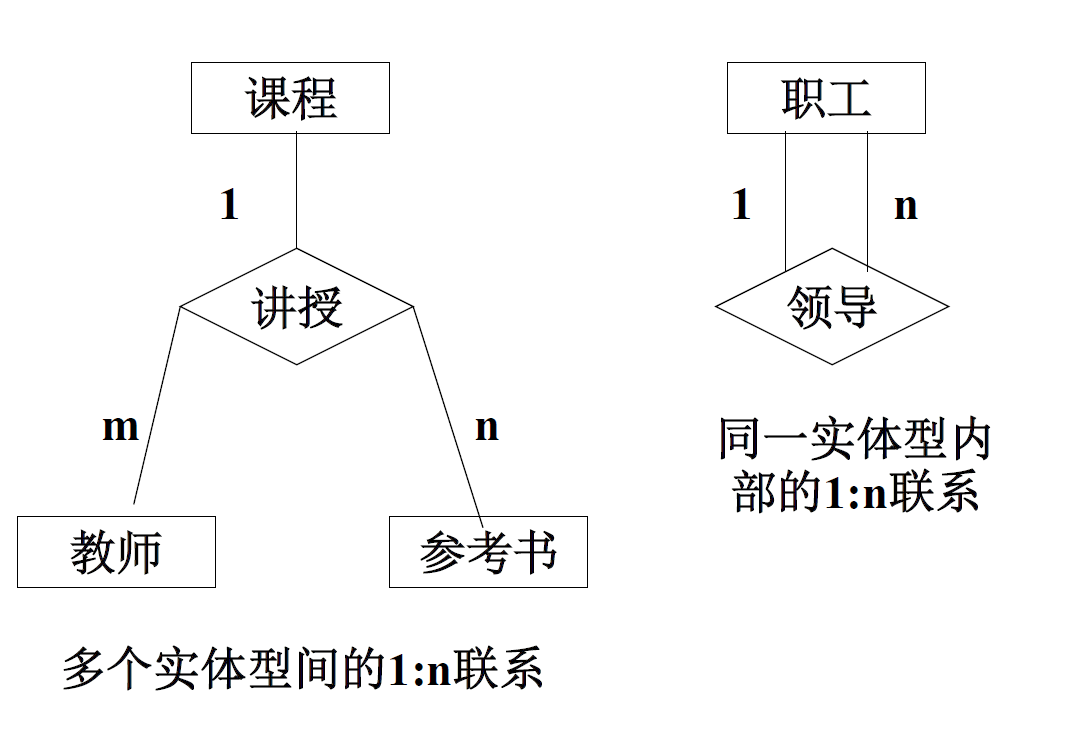 课程
1
讲授
m
n
教师
参考书
多个实体型间的1:n联系
职工
1
n
领导
同一实体型内
部的1:n联系